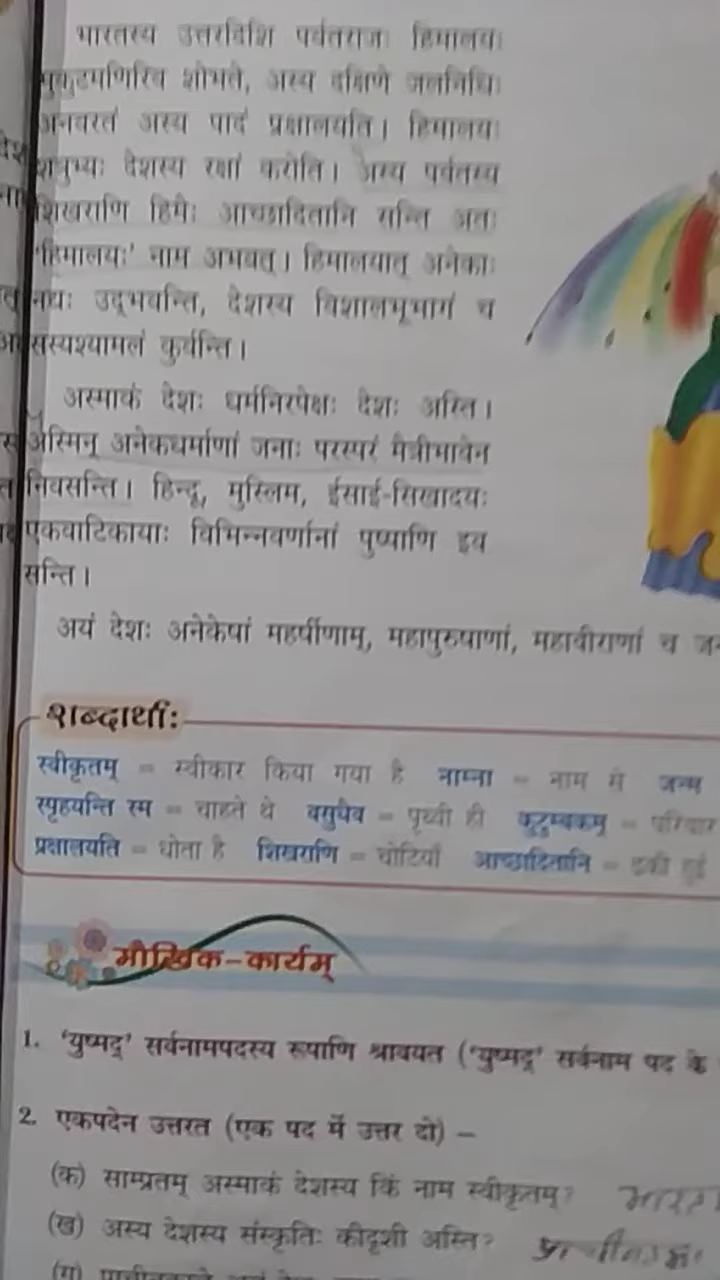 भारतस्य उत्तरदिशि पर्वतराजः हिमालयः
मुकुटमणिरिव शोभते, अस्य दक्षिणे जलनिधिः
अनवरतं अस्य पादं प्रक्षालयति। हिमालयः
शत्रुभ्यः देशस्य रक्षां करोति। अस्य पर्वतस्य
शिखराणि हिमैः आच्छादितानि सन्ति अतः
'हिमालयः' नाम अभवत्। हिमालयात् अनेकाः
नद्यः उद्भवन्ति, देशस्य विशालभूभागं च
सस्यश्यामलं कुर्वन्ति।
अस्माकं देशः धर्मनिरपेक्षः देशः अस्ति।
अस्मिन् अनेकधर्माणां जनाः परस्परं मैत्रीभावेन
निवसन्ति। हिन्दू, मुस्लिम, ईसाई-सिखादयः
एकवाटिकायाः विभिन्नवर्णानां पुष्पाणि इव
सन्ति।
अयं देशः अनेकेषां महर्षीणाम्, महापुरुषाणां, महावीराणां च
शब्दार्थाः
स्वीकृतम् = स्वीकार किया गया है नाम्ना = नाम से जन्म
स्पृहयन्ति स्म = चाहते थे वसुधैव = पृथ्वी ही कुटुम्बकम् = परिवार
प्रक्षालयति = धोता है शिखराणि = चोटियाँ आच्छादितानि = ढकी हुई
मौखिक-कार्यम्
1. 'युष्मद्' सर्वनामपदस्य रूपाणि श्रावयत ('युष्मद्' सर्वनाम पद के
2. एकपदेन उत्तरत (एक पद में उत्तर दो) –
(क) साम्प्रतम् अस्माकं देशस्य किं नाम स्वीकृतम्?
(ख) अस्य देशस्य संस्कृतिः कीदृशी अस्ति?
(ग)